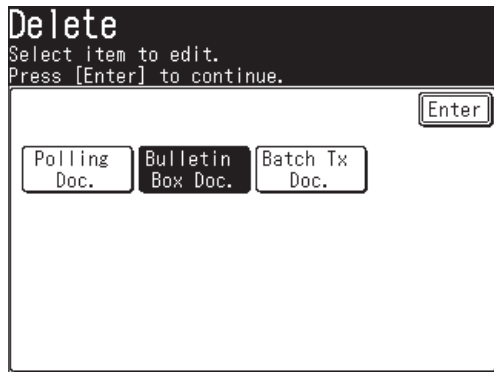 Delete
Select item to edit.
Press [Enter] to continue.
Enter
Polling Doc.
Bulletin Box Doc.
Batch Tx Doc.